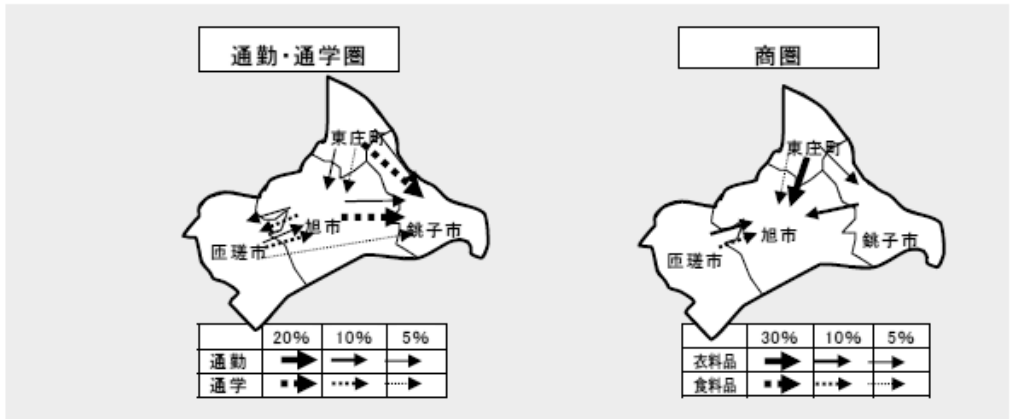 通勤・通学圏
東庄町
旭市
銚子市
匝瑳市
20% 10% 5%
通勤
通学
商圏
東庄町
旭市
銚子市
匝瑳市
30% 10% 5%
衣料品
食料品